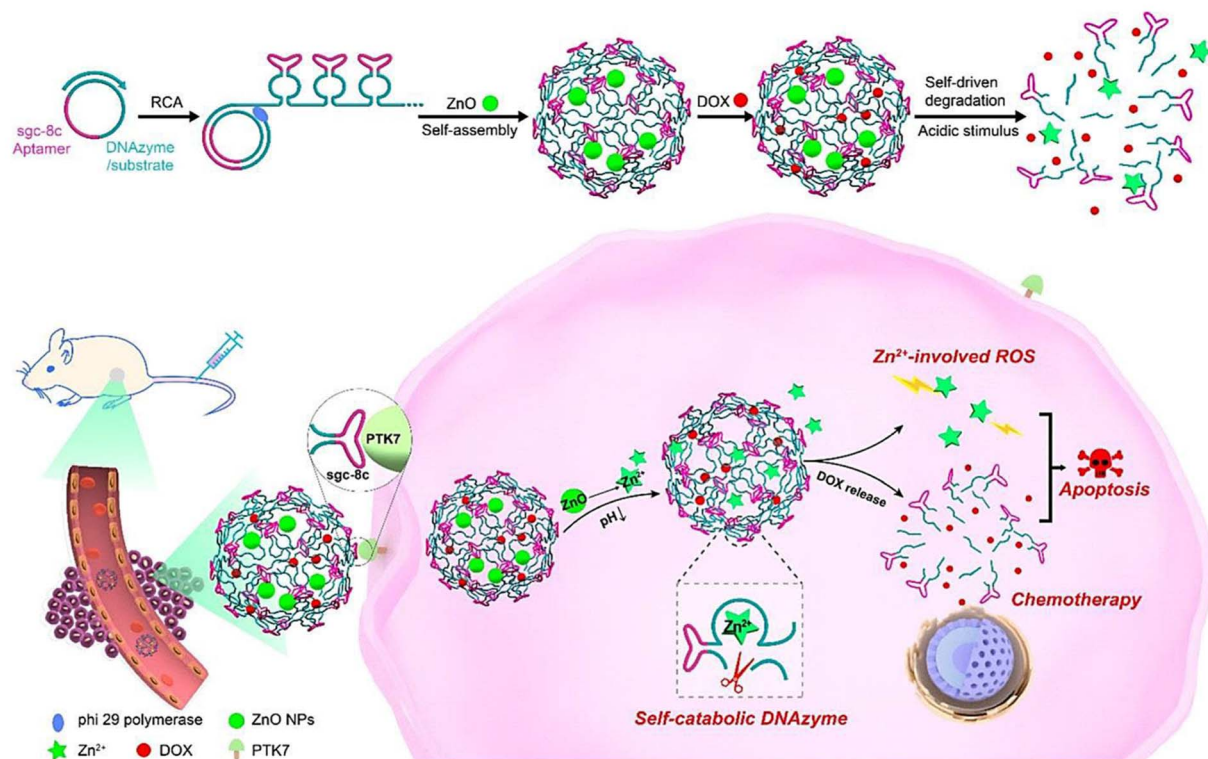 sgc-8c
Aptamer
DNAzyme
/substrate
RCA
ZnO
Self-assembly
DOX
Self-driven
degradation
Acidic stimulus
PTK7
sgc-8c
ZnO
Zn²⁺
pH↓
DOX release
Zn²⁺-involved ROS
Apoptosis
Chemotherapy
Zn²⁺
Self-catabolic DNAzyme
phi 29 polymerase
ZnO NPs
Zn²⁺
DOX
PTK7